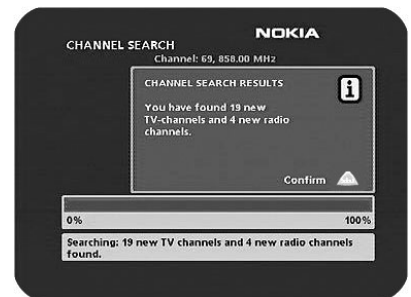 NOKIA
CHANNEL SEARCH
Channel: 69, 858.00 MHz
CHANNEL SEARCH RESULTS
i
You have found 19 new
TV-channels and 4 new radio
channels.
Confirm
0% 100%
Searching: 19 new TV channels and 4 new radio channels
found.